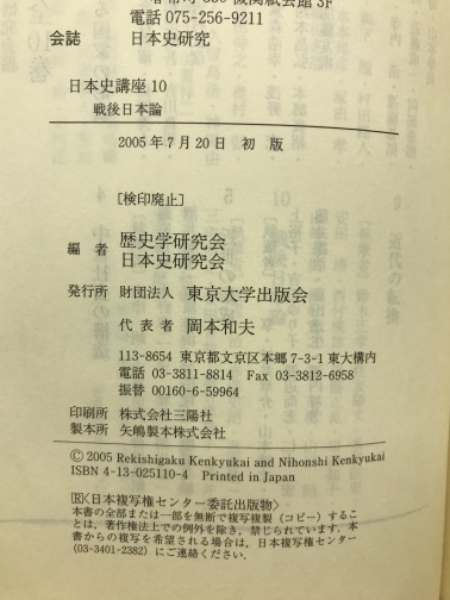 電話 075-256-9211
会誌 日本史研究
日本史講座 10
戦後日本論
2005年7月20日 初版
[検印廃止]
編者 歴史学研究会
日本史研究会
発行所 財団法人 東京大学出版会
代表者 岡本和夫
113-8654 東京都文京区本郷7-3-1東大構内
電話 03-3811-8814 Fax 03-3812-6958
振替 00160-6-59964
印刷所 株式会社三陽社
製本所 矢嶋製本株式会社
© 2005 Rekishigaku Kenkyukai and Nihonshi Kenkyukai
ISBN 4-13-025110-4 Printed in Japan
R〈日本複写権センター委託出版物〉
本書の全部または一部を無断で複写複製（コピー）するこ
とは，著作権法上での例外を除き，禁じられています．本
書からの複写を希望される場合は，日本複写権センター
(03-3401-2382)にご連絡ください．